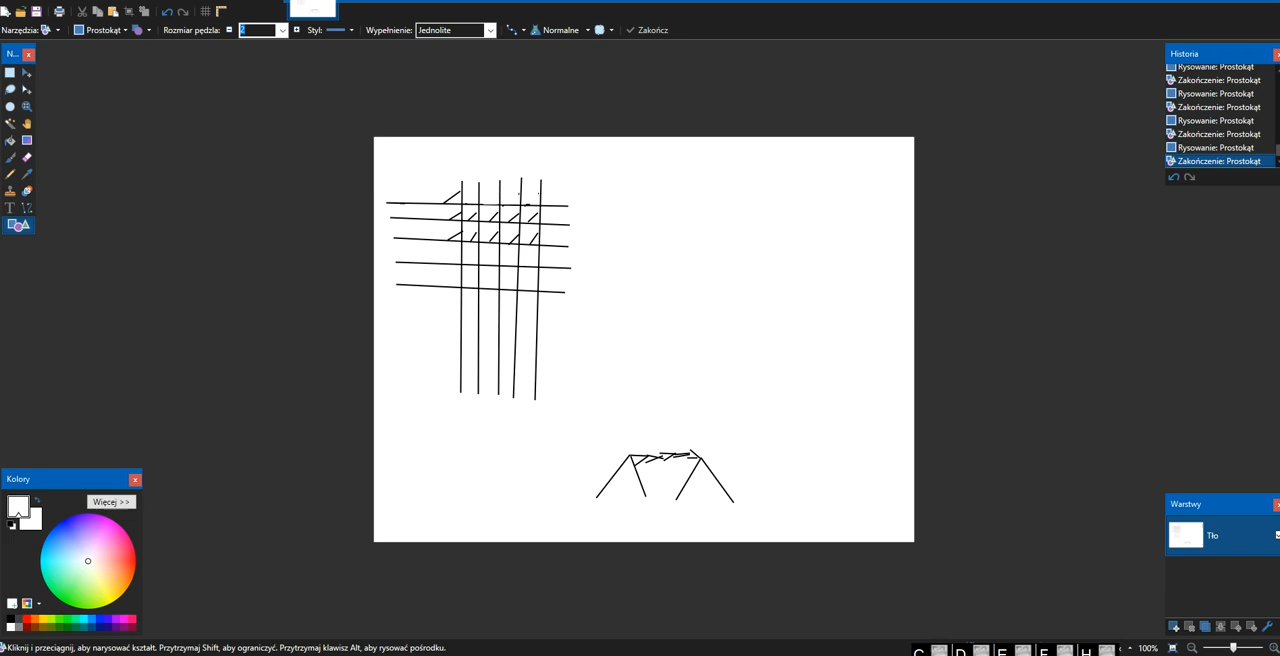 Narzędzia:
Prostokąt
Rozmiar pędzla:
2
Styl:
Wypełnienie:
Jednolite
Normalne
Zakończ
N...
Historia
Rysowanie: Prostokąt
Zakończenie: Prostokąt
Rysowanie: Prostokąt
Zakończenie: Prostokąt
Rysowanie: Prostokąt
Zakończenie: Prostokąt
Rysowanie: Prostokąt
Zakończenie: Prostokąt
Kolory
Więcej >>
Warstwy
Tło
Kliknij i przeciągnij, aby narysować kształt. Przytrzymaj Shift, aby ograniczyć. Przytrzymaj klawisz Alt, aby rysować pośrodku.
C D E F H
100%